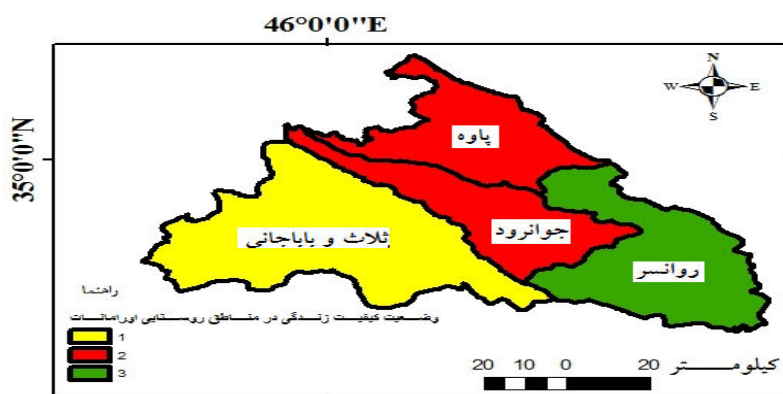 46°0'0"E
N
W E
S
35°0'0"N
پاوه
جوانرود
ثلاث و باباجانی
روانسر
راهنما
وضعیت کیفیت زندگی در مناطق روستایی اورامانات
1
2
3
20 10 0 20 کیلومتر